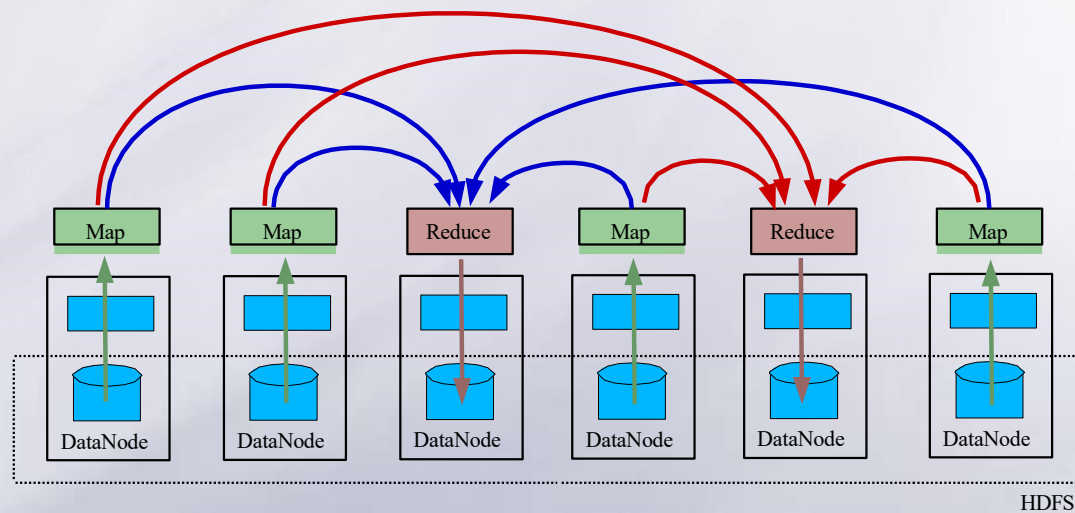 Map
Map
Reduce
Map
Reduce
Map
DataNode
DataNode
DataNode
DataNode
DataNode
DataNode
HDFS